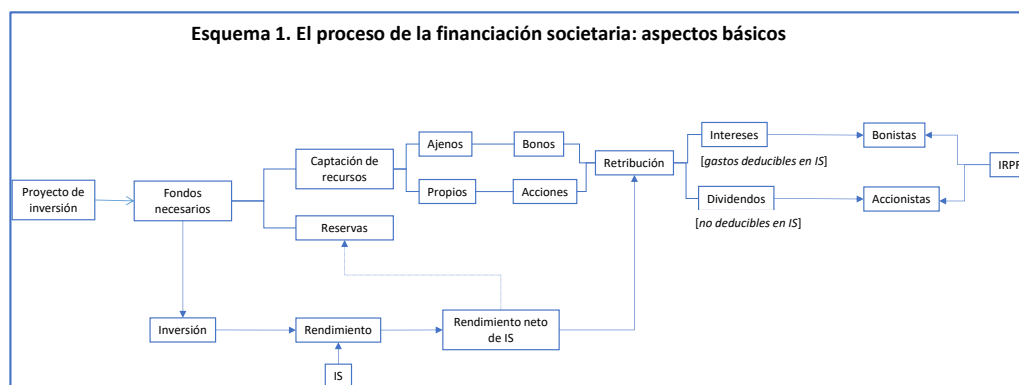 Esquema 1. El proceso de la financiación societaria: aspectos básicos
Proyecto de
inversión
Fondos
necesarios
Captación de
recursos
Reservas
Ajenos
Bonos
Propios
Acciones
Retribución
Intereses
[gastos deducibles en IS]
Dividendos
[no deducibles en IS]
Bonistas
Accionistas
IRPF
Inversión
Rendimiento
Rendimiento neto
de IS
IS